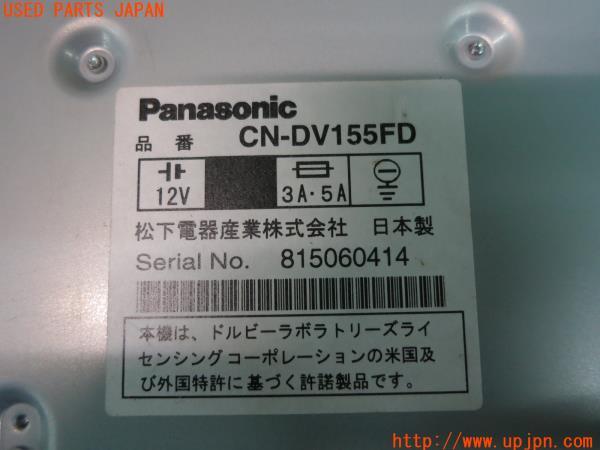 USED PARTS JAPAN
Panasonic
品番 CN-DV155FD
12V 3A・5A
松下電器産業株式会社 日本製
Serial No. 815060414
本機は、ドルビーラボラトリーズライ
センシングコーポレーションの米国及
び外国特許に基づく許諾製品です。
http://www.upjpn.com/